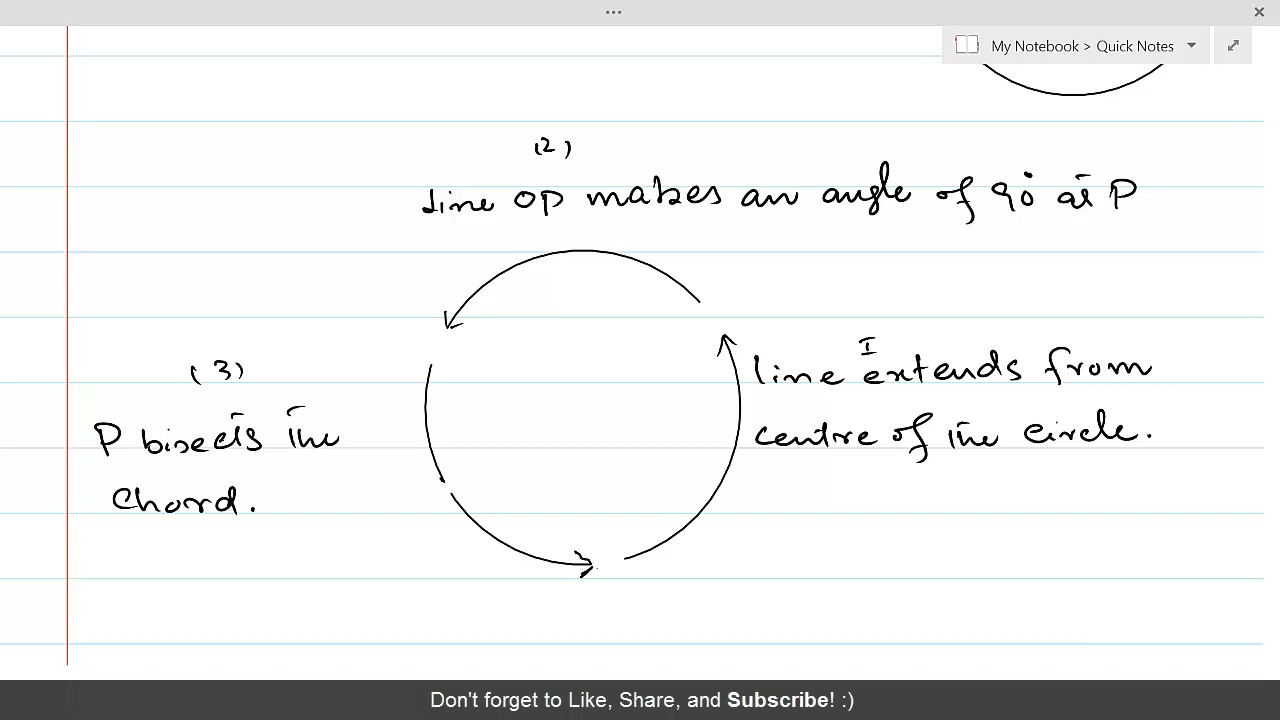 My Notebook > Quick Notes
(2)
Line OP makes an angle of 90° at P
(3)
P bisects the
Chord.
I
line extends from
centre of the circle.
Don't forget to Like, Share, and Subscribe! :)